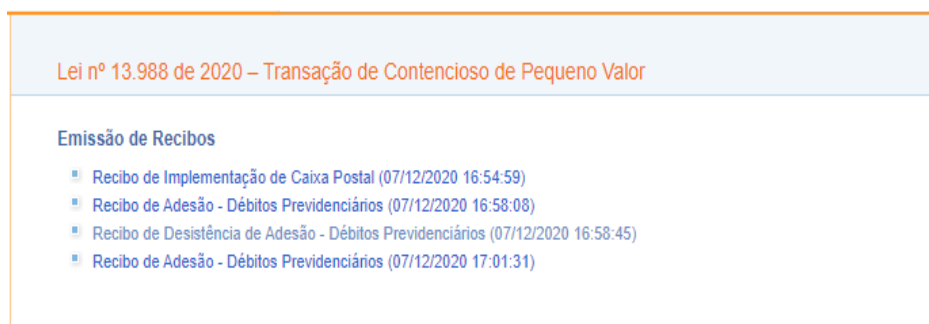 Lei nº 13.988 de 2020 – Transação de Contencioso de Pequeno Valor
Emissão de Recibos
Recibo de Implementação de Caixa Postal (07/12/2020 16:54:59)
Recibo de Adesão - Débitos Previdenciários (07/12/2020 16:58:08)
Recibo de Desistência de Adesão - Débitos Previdenciários (07/12/2020 16:58:45)
Recibo de Adesão - Débitos Previdenciários (07/12/2020 17:01:31)